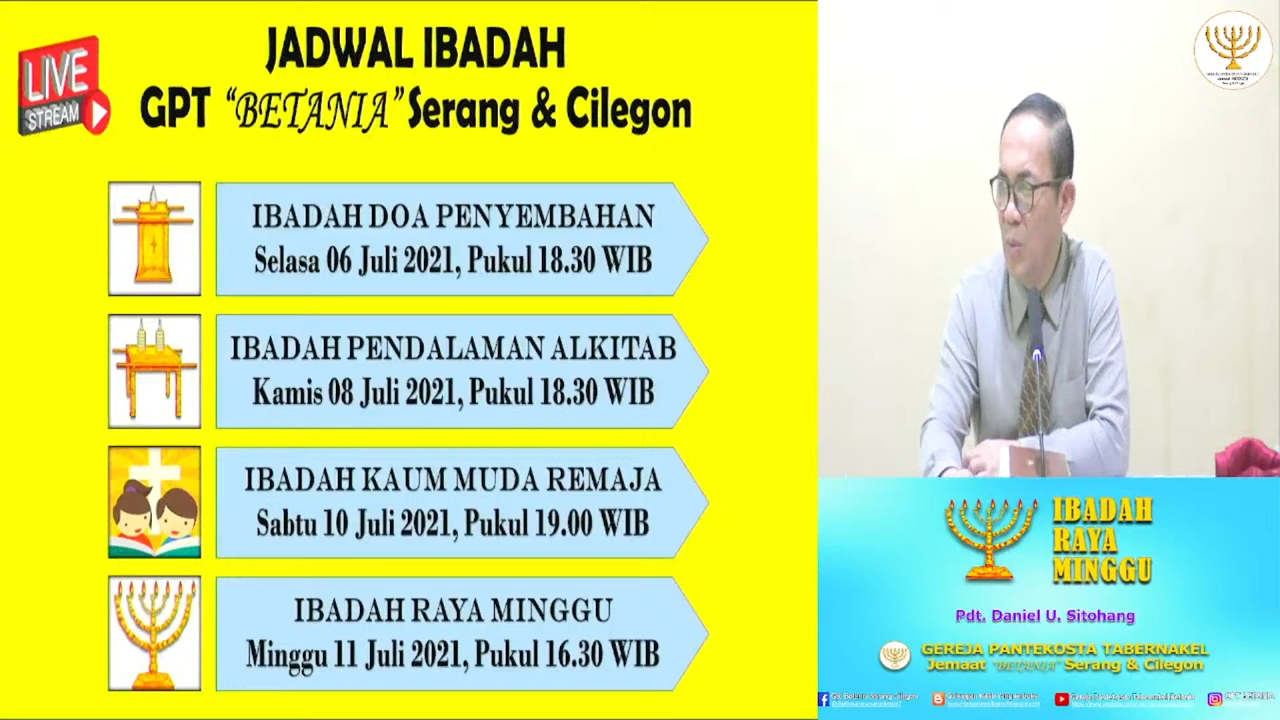 LIVE
STREAM
JADWAL IBADAH
GPT "BETANIA" Serang & Cilegon
IBADAH DOA PENYEMBAHAN
Selasa 06 Juli 2021, Pukul 18.30 WIB
IBADAH PENDALAMAN ALKITAB
Kamis 08 Juli 2021, Pukul 18.30 WIB
IBADAH KAUM MUDA REMAJA
Sabtu 10 Juli 2021, Pukul 19.00 WIB
IBADAH RAYA MINGGU
Minggu 11 Juli 2021, Pukul 16.30 WIB
IBADAH
RAYA
MINGGU
Pdt. Daniel U. Sitohang
GEREJA PANTEKOSTA TABERNAKEL
Jemaat "BETANIA" Serang & Cilegon